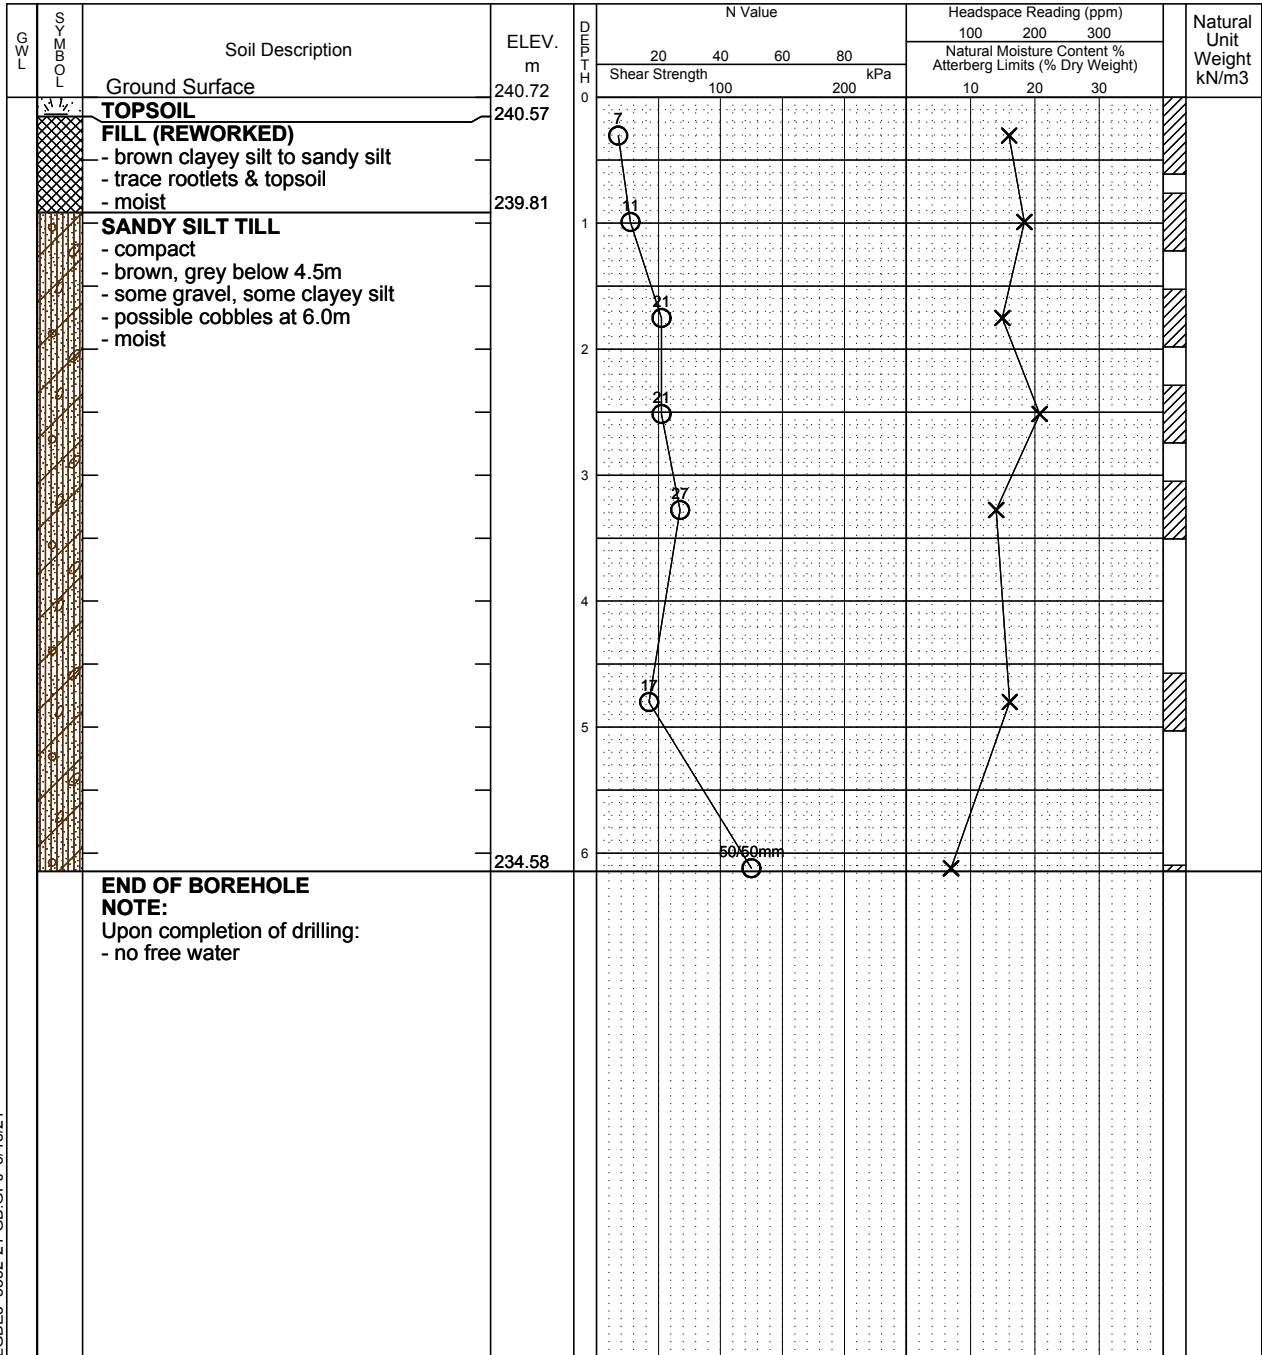 GWL
SYMBOL
Soil Description
Ground Surface
ELEV.
m
240.72
DEPTH
N Value
20 40 60 80
Shear Strength kPa
100 200
Headspace Reading (ppm)
100 200 300
Natural Moisture Content %
Atterberg Limits (% Dry Weight)
10 20 30
Natural
Unit
Weight
kN/m3
0
TOPSOIL 240.57
FILL (REWORKED)
- brown clayey silt to sandy silt
- trace rootlets & topsoil
- moist 239.81
SANDY SILT TILL
- compact
- brown, grey below 4.5m
- some gravel, some clayey silt
- possible cobbles at 6.0m
- moist
7
11
1
21
2
21
3
27
4
17
5
50/50mm
6
234.58
END OF BOREHOLE
NOTE:
Upon completion of drilling:
- no free water